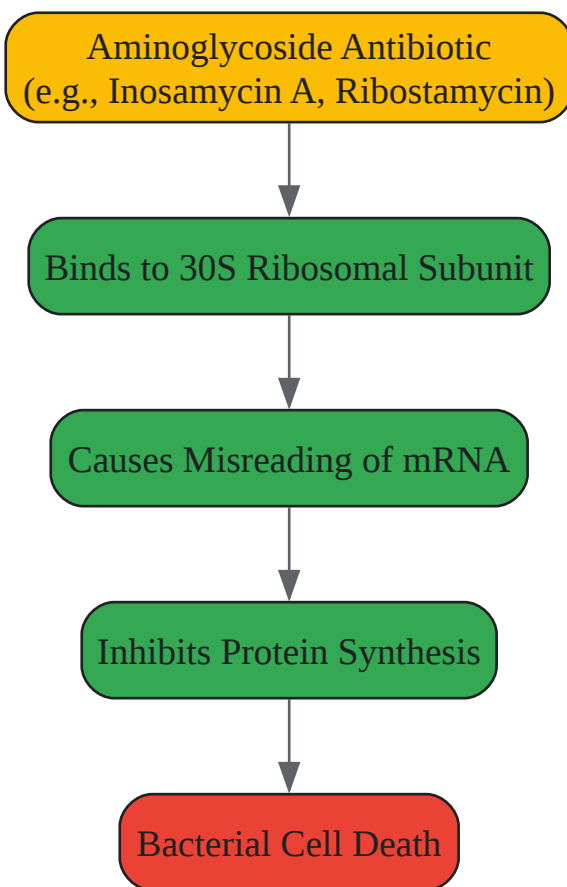 Aminoglycoside Antibiotic
(e.g., Inosamycin A, Ribostamycin)
Binds to 30S Ribosomal Subunit
Causes Misreading of mRNA
Inhibits Protein Synthesis
Bacterial Cell Death